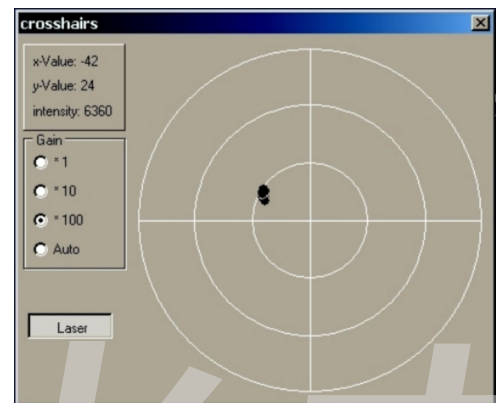 crosshairs
x-Value: -42
y-Value: 24
intensity: 6360
Gain
* 1
* 10
* 100
Auto
Laser